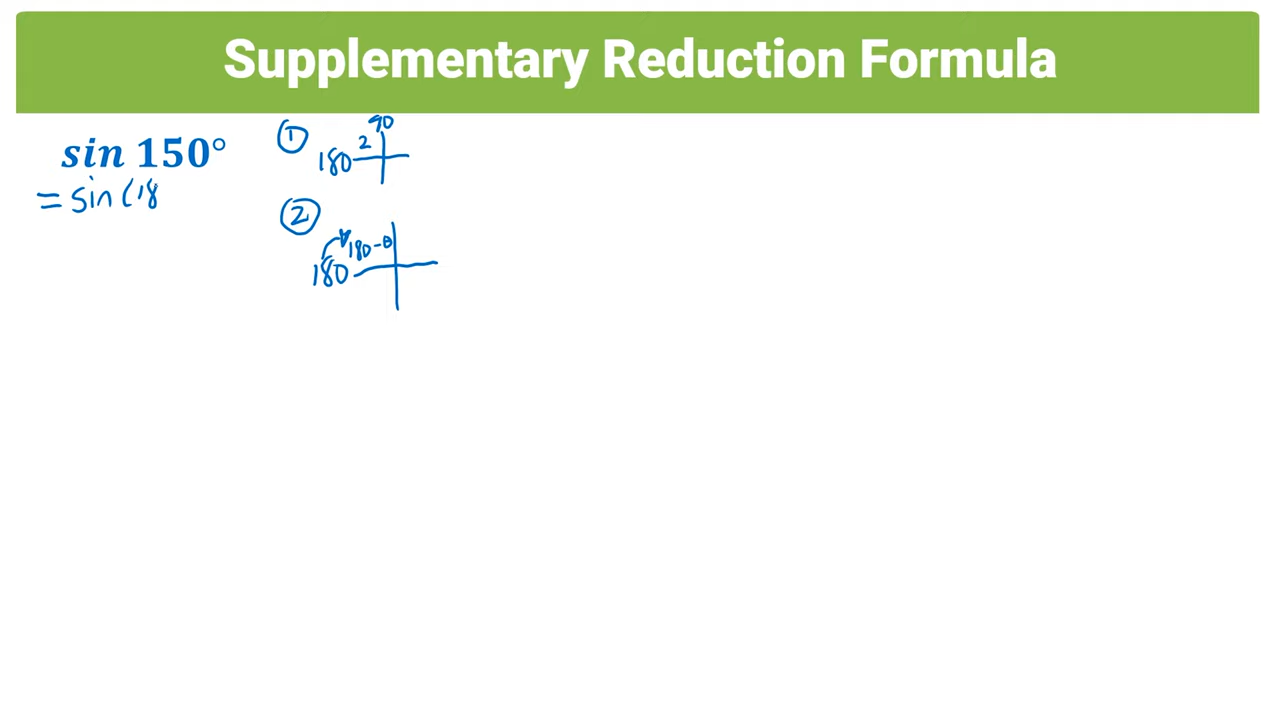 Supplementary Reduction Formula
sin 150°
= sin (18
①
90
2
180
②
180-θ
180